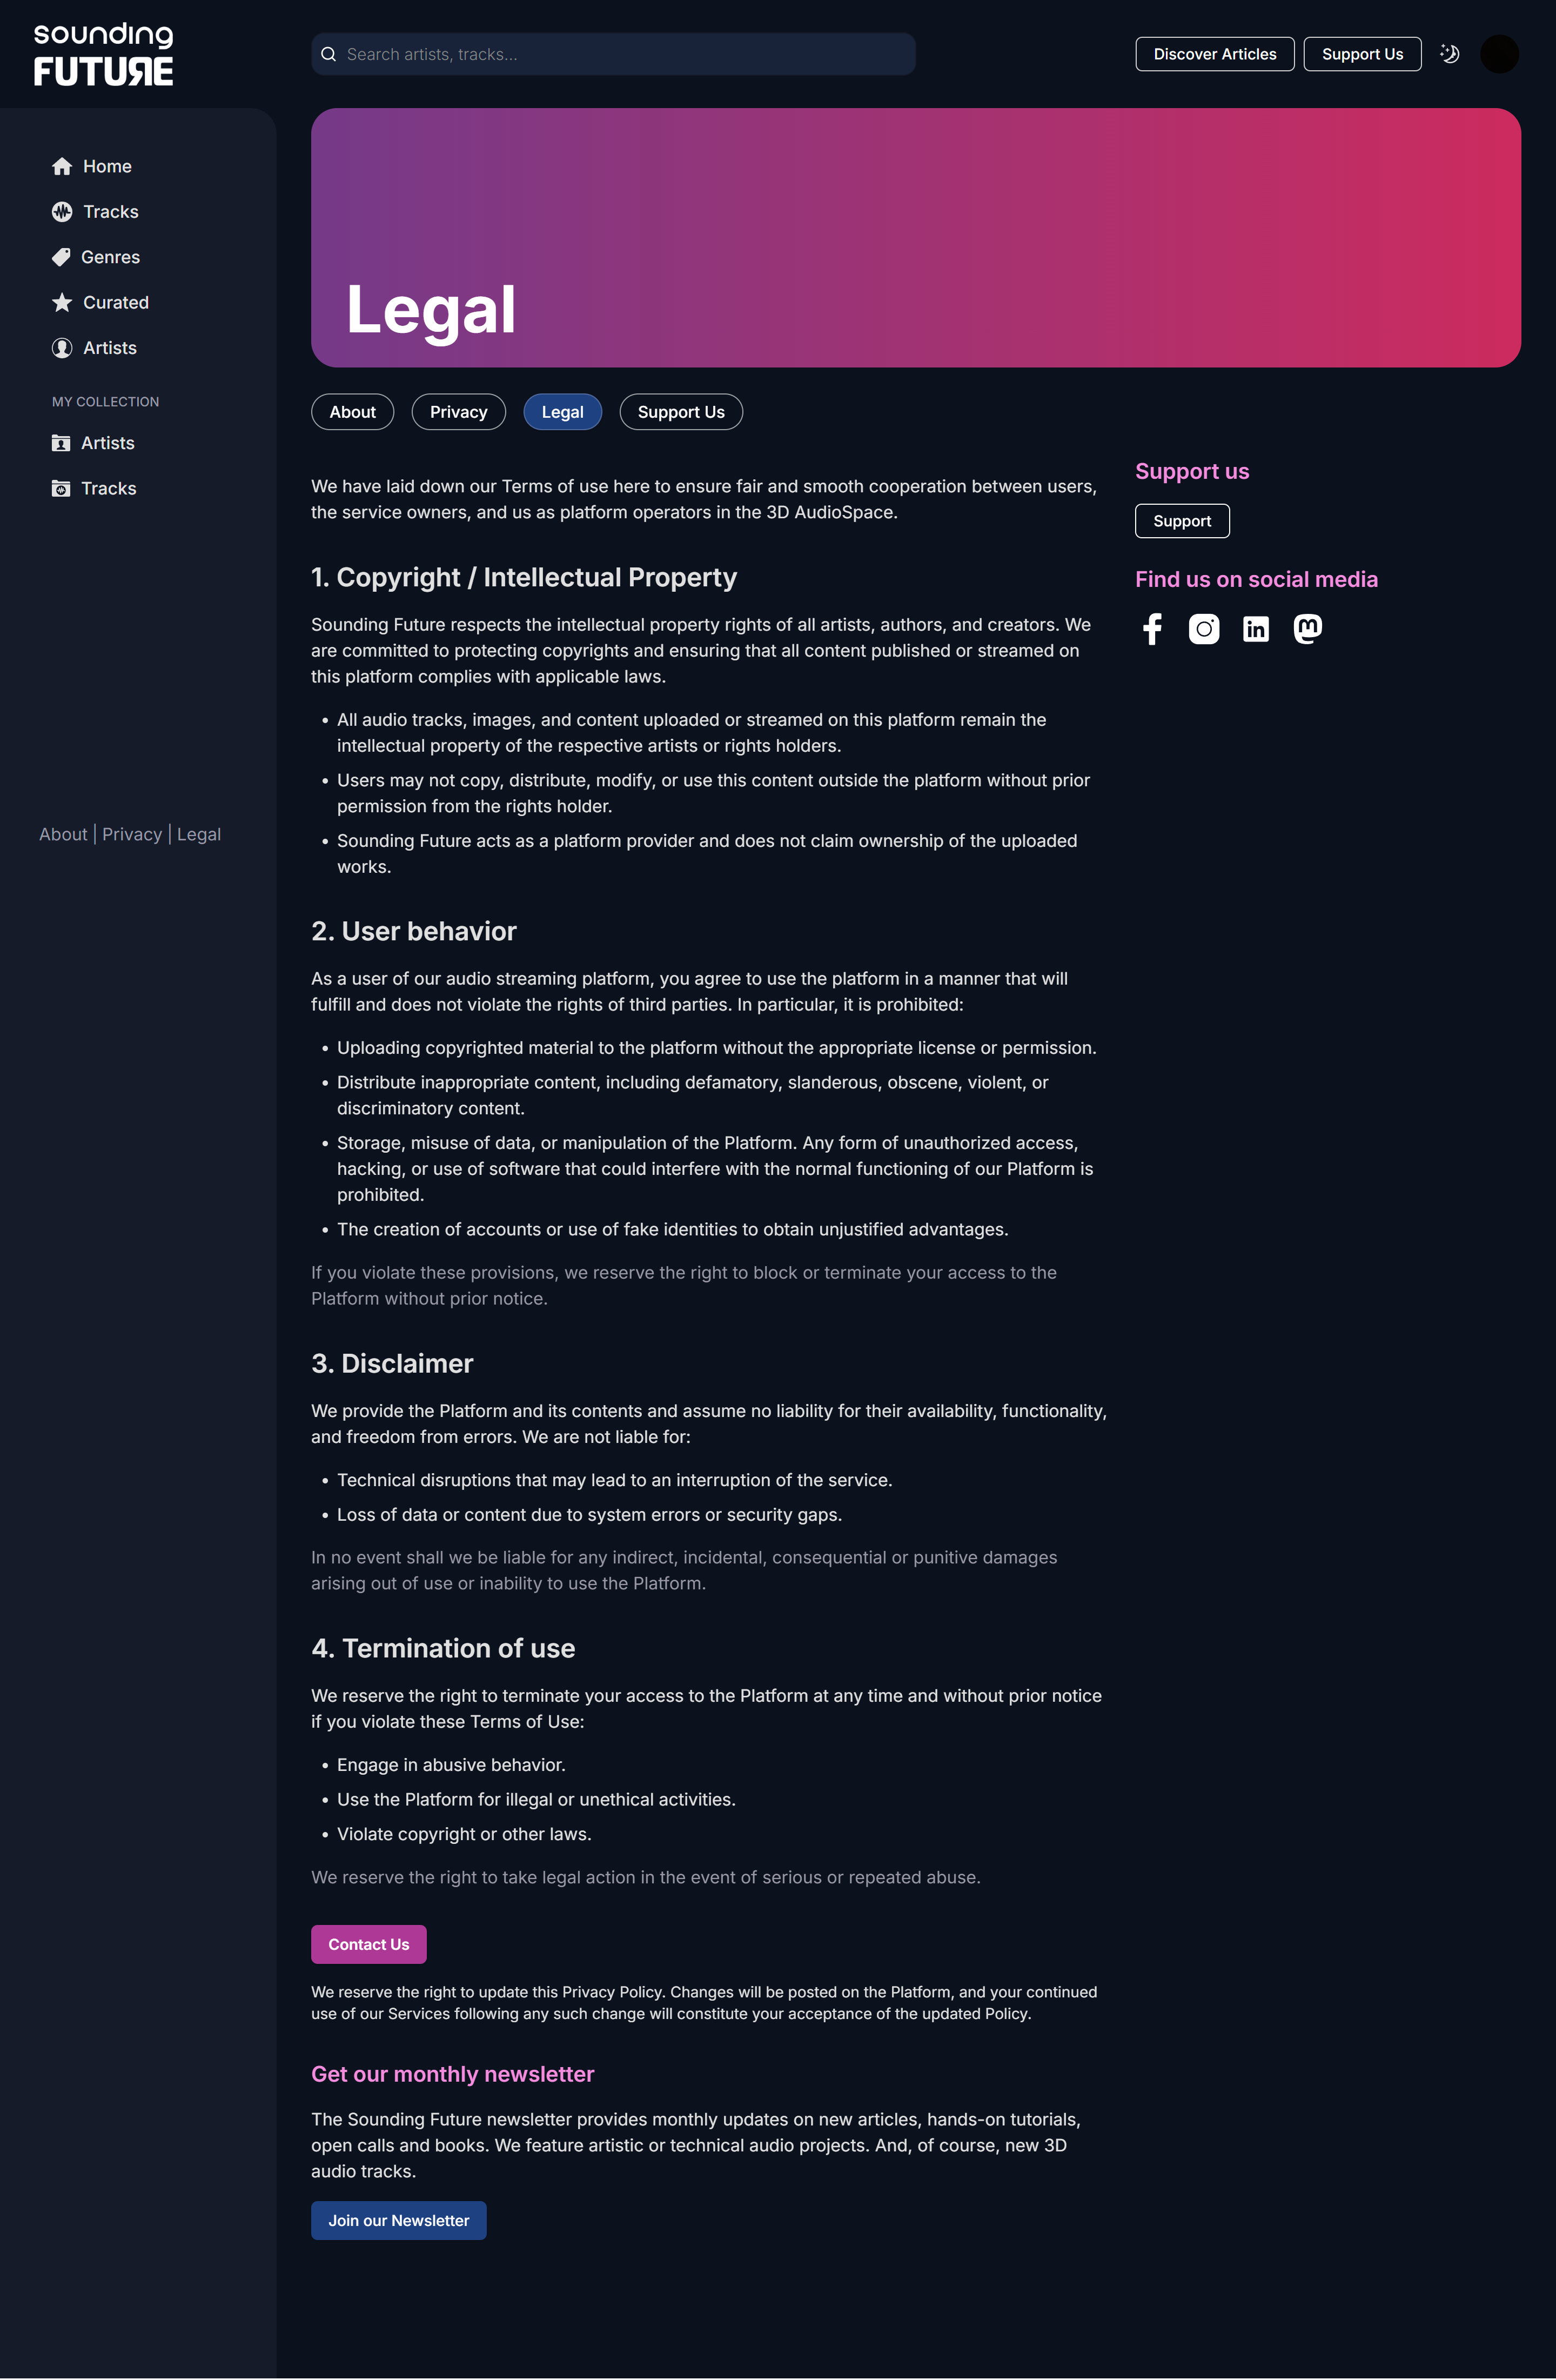 sounding
FUTURE
Search artists, tracks...
Discover Articles
Support Us
Home
Tracks
Genres
Curated
Artists
MY COLLECTION
Artists
Tracks
About | Privacy | Legal
Legal
About
Privacy
Legal
Support Us
We have laid down our Terms of use here to ensure fair and smooth cooperation between users,
the service owners, and us as platform operators in the 3D AudioSpace.
1. Copyright / Intellectual Property
Sounding Future respects the intellectual property rights of all artists, authors, and creators. We
are committed to protecting copyrights and ensuring that all content published or streamed on
this platform complies with applicable laws.
• All audio tracks, images, and content uploaded or streamed on this platform remain the
intellectual property of the respective artists or rights holders.
• Users may not copy, distribute, modify, or use this content outside the platform without prior
permission from the rights holder.
• Sounding Future acts as a platform provider and does not claim ownership of the uploaded
works.
2. User behavior
As a user of our audio streaming platform, you agree to use the platform in a manner that will
fulfill and does not violate the rights of third parties. In particular, it is prohibited:
• Uploading copyrighted material to the platform without the appropriate license or permission.
• Distribute inappropriate content, including defamatory, slanderous, obscene, violent, or
discriminatory content.
• Storage, misuse of data, or manipulation of the Platform. Any form of unauthorized access,
hacking, or use of software that could interfere with the normal functioning of our Platform is
prohibited.
• The creation of accounts or use of fake identities to obtain unjustified advantages.
If you violate these provisions, we reserve the right to block or terminate your access to the
Platform without prior notice.
3. Disclaimer
We provide the Platform and its contents and assume no liability for their availability, functionality,
and freedom from errors. We are not liable for:
• Technical disruptions that may lead to an interruption of the service.
• Loss of data or content due to system errors or security gaps.
In no event shall we be liable for any indirect, incidental, consequential or punitive damages
arising out of use or inability to use the Platform.
4. Termination of use
We reserve the right to terminate your access to the Platform at any time and without prior notice
if you violate these Terms of Use:
• Engage in abusive behavior.
• Use the Platform for illegal or unethical activities.
• Violate copyright or other laws.
We reserve the right to take legal action in the event of serious or repeated abuse.
Contact Us
We reserve the right to update this Privacy Policy. Changes will be posted on the Platform, and your continued
use of our Services following any such change will constitute your acceptance of the updated Policy.
Get our monthly newsletter
The Sounding Future newsletter provides monthly updates on new articles, hands-on tutorials,
open calls and books. We feature artistic or technical audio projects. And, of course, new 3D
audio tracks.
Join our Newsletter
Support us
Support
Find us on social media